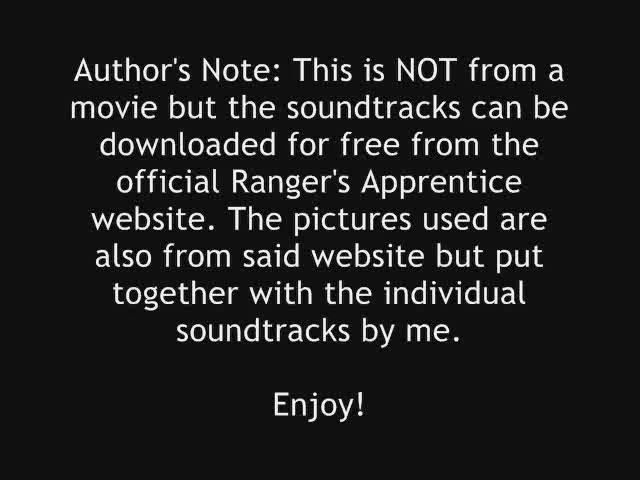 Author's Note: This is NOT from a
movie but the soundtracks can be
downloaded for free from the
official Ranger's Apprentice
website. The pictures used are
also from said website but put
together with the individual
soundtracks by me.
Enjoy!